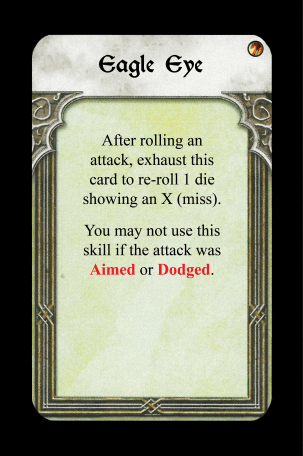 Eagle Eye
After rolling an
attack, exhaust this
card to re-roll 1 die
showing an X (miss).
You may not use this
skill if the attack was
Aimed or Dodged.